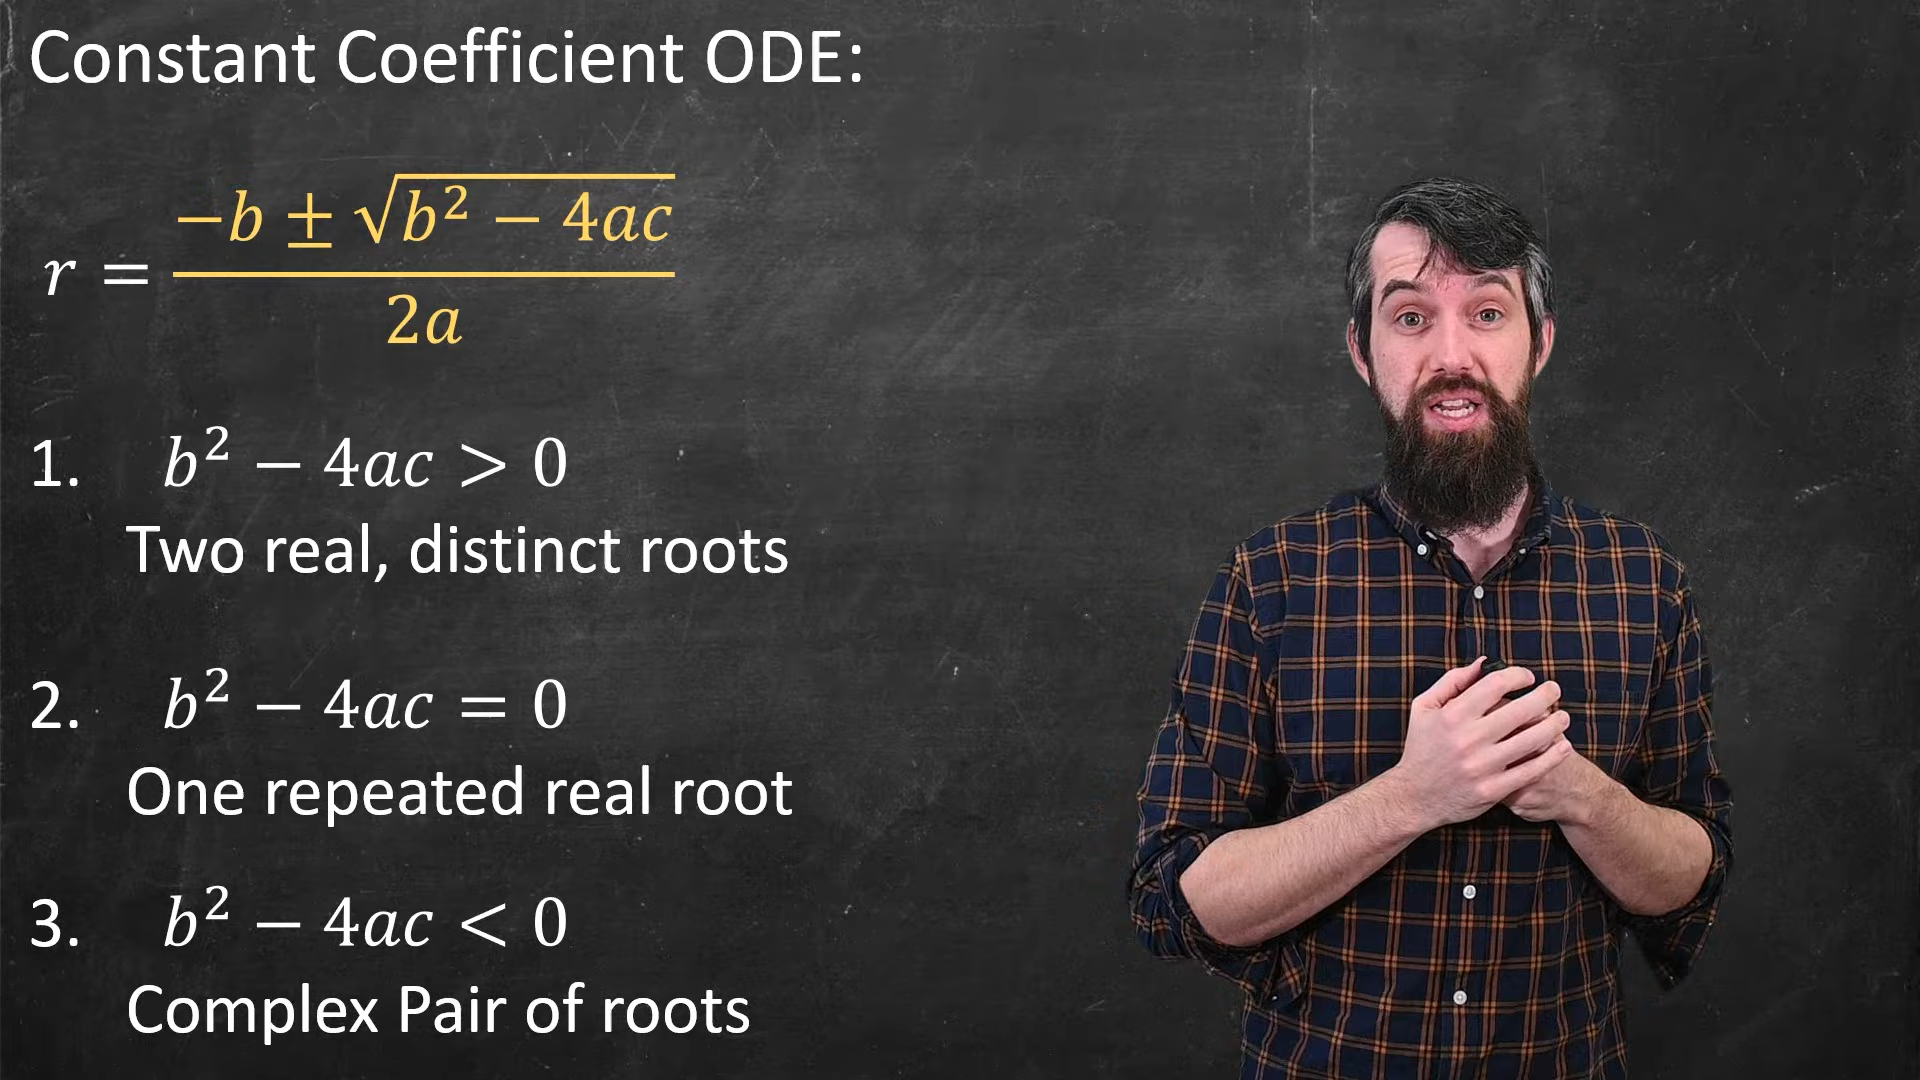 Constant Coefficient ODE:
r = (−b ± √(b² − 4ac)) / 2a
1. b² − 4ac > 0
Two real, distinct roots
2. b² − 4ac = 0
One repeated real root
3. b² − 4ac < 0
Complex Pair of roots